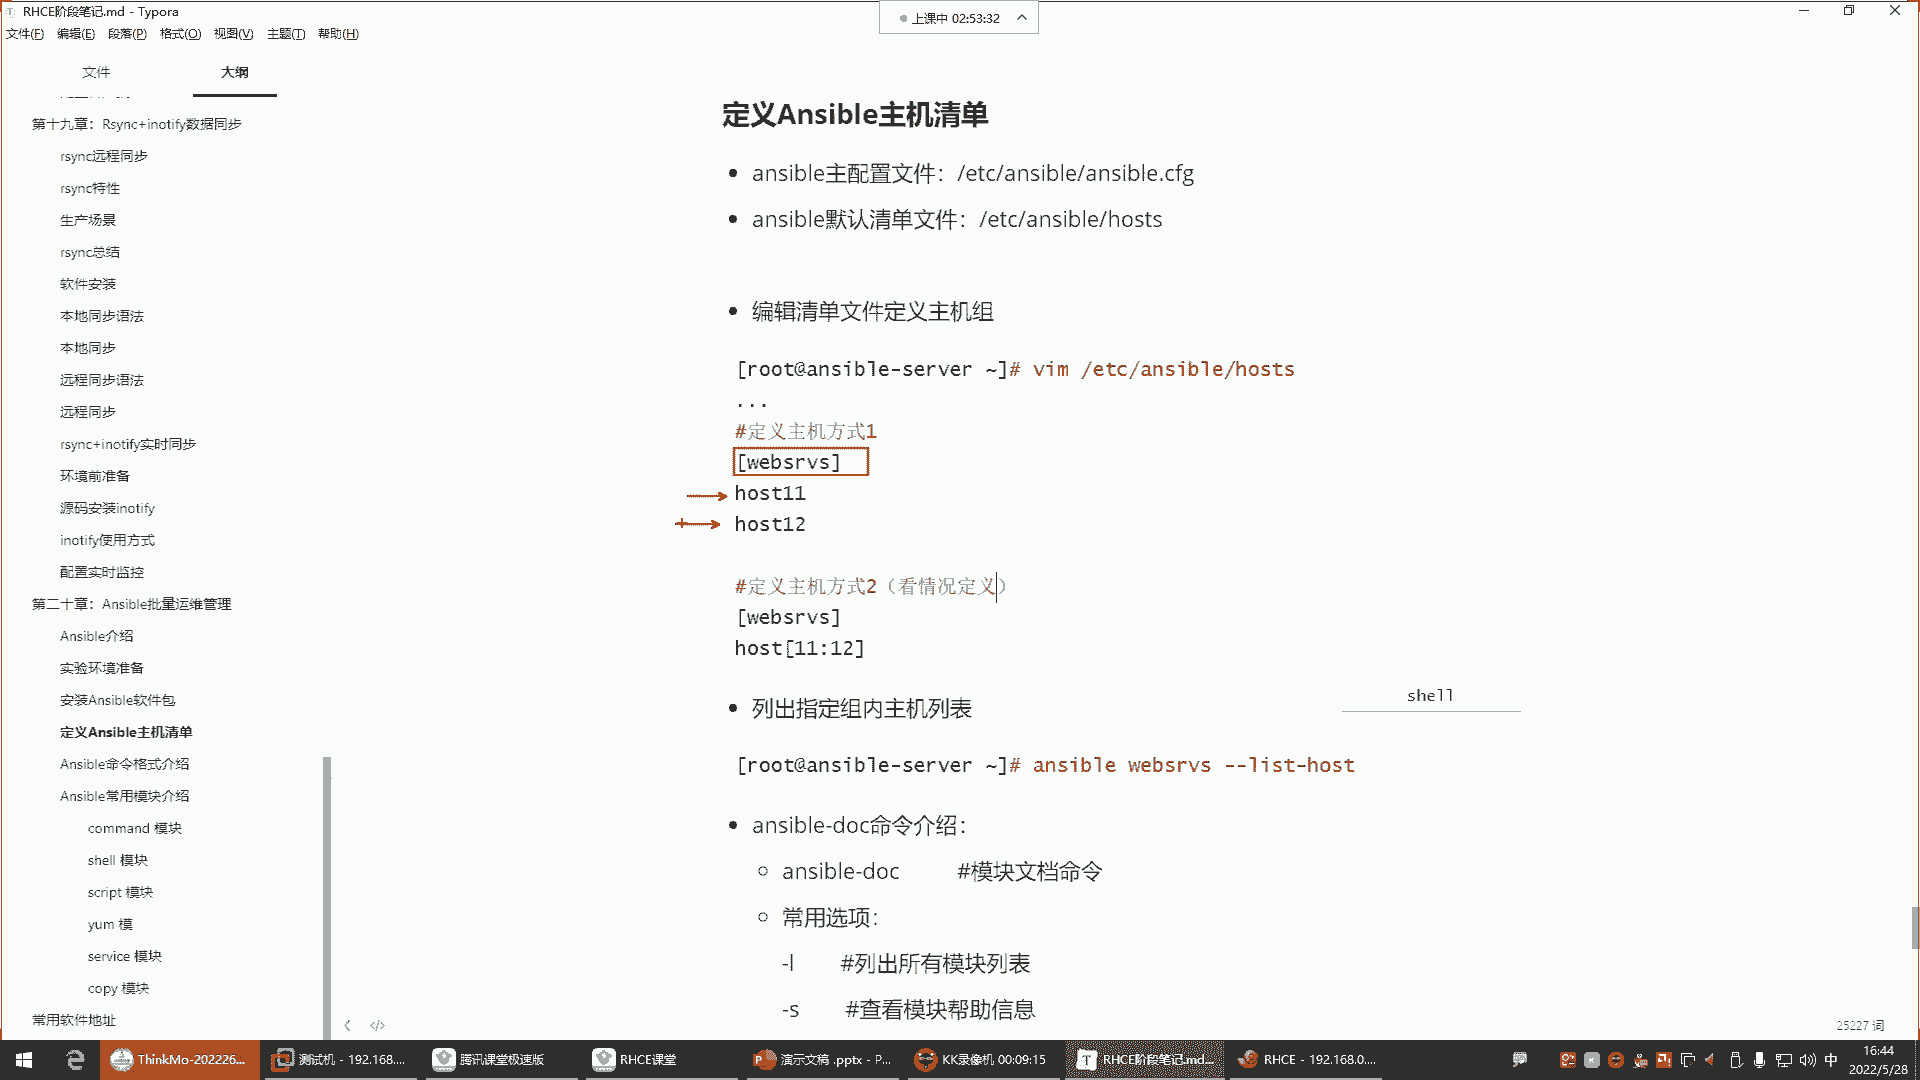 RHCE阶段笔记.md - Typora
上课中 02:53:32
文件(F) 编辑(E) 段落(P) 格式(O) 视图(V) 主题(T) 帮助(H)
文件 大纲
第十九章：Rsync+inotify数据同步
rsync远程同步
rsync特性
生产场景
rsync总结
软件安装
本地同步语法
本地同步
远程同步语法
远程同步
rsync+inotify实时同步
环境前准备
源码安装inotify
inotify使用方式
配置实时监控
第二十章：Ansible批量运维管理
Ansible介绍
实验环境准备
安装Ansible软件包
定义Ansible主机清单
Ansible命令格式介绍
Ansible常用模块介绍
command 模块
shell 模块
script 模块
yum 模
service 模块
copy 模块
常用软件地址
定义Ansible主机清单
ansible主配置文件：/etc/ansible/ansible.cfg
ansible默认清单文件：/etc/ansible/hosts
编辑清单文件定义主机组
[root@ansible-server ~]# vim /etc/ansible/hosts
...
#定义主机方式1
[websrvs]
host11
host12
#定义主机方式2（看情况定义）
[websrvs]
host[11:12]
列出指定组内主机列表
shell
[root@ansible-server ~]# ansible websrvs --list-host
ansible-doc命令介绍：
ansible-doc #模块文档命令
常用选项：
-l #列出所有模块列表
-s #查看模块帮助信息
25227 词
ThinkMo-202226...
测试机 - 192.168....
腾讯课堂极速版
RHCE课堂
演示文稿 .pptx - P...
KK录像机 00:09:15
RHCE阶段笔记.md...
RHCE - 192.168.0....
中
16:44
2022/5/28